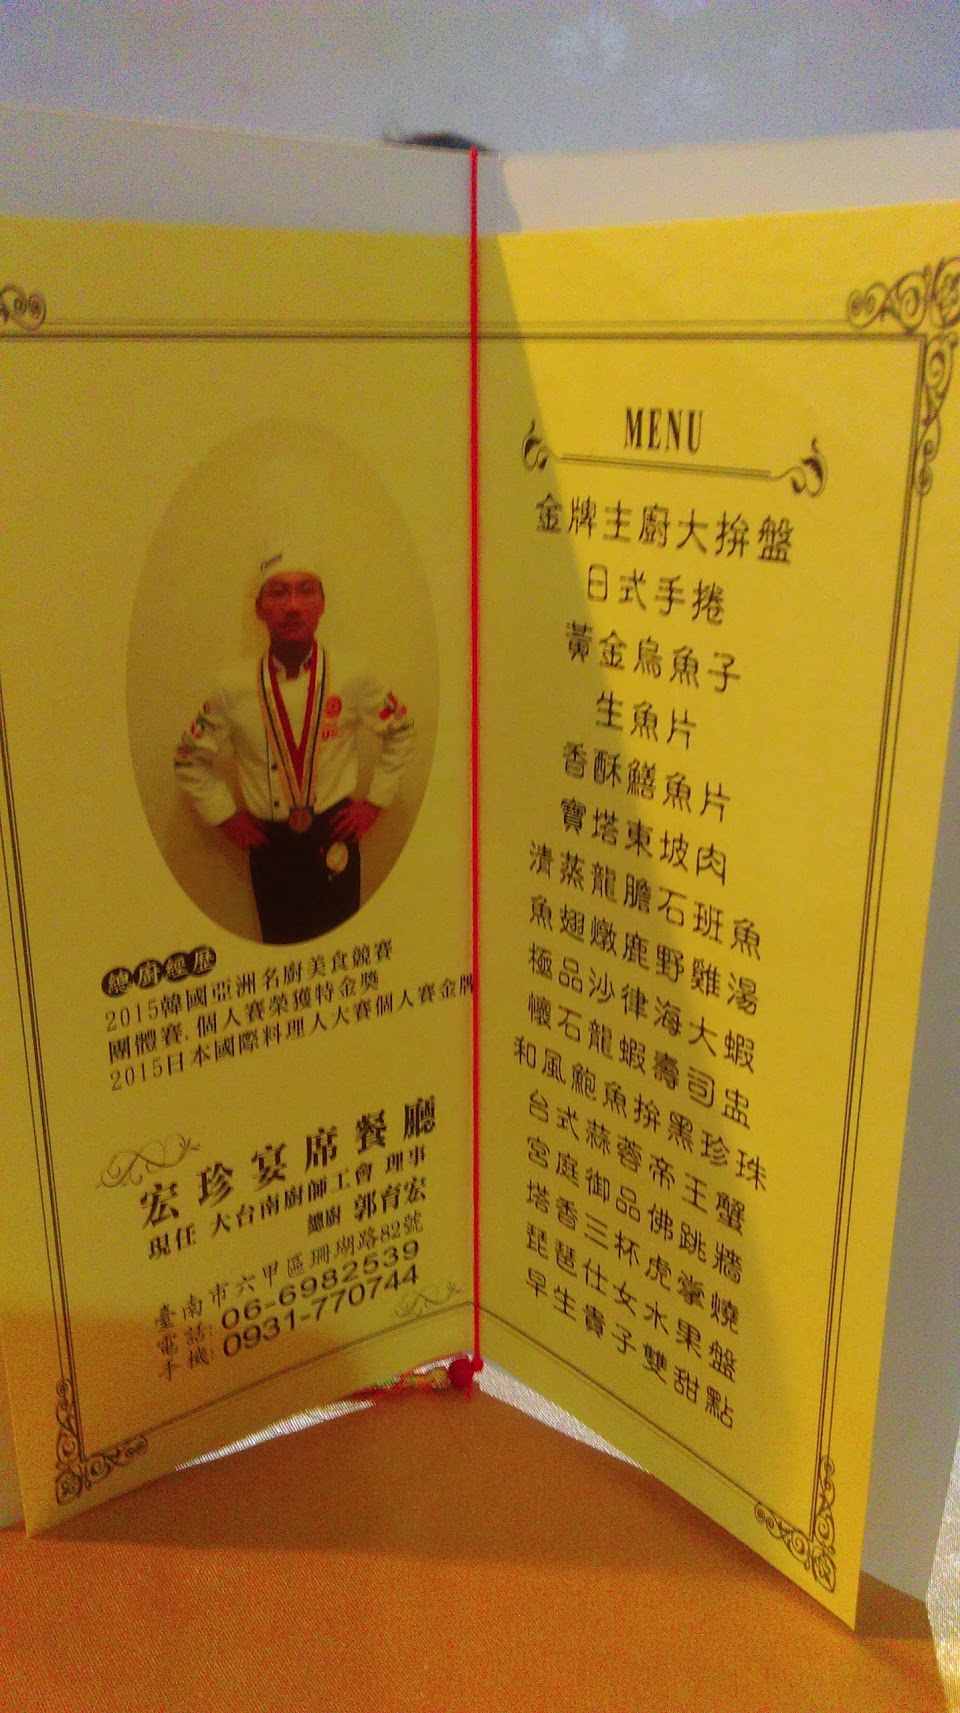 總廚經歷
2015韓國亞洲名廚美食競賽
團體賽.個人賽榮獲特金獎
2015日本國際料理人大賽個人賽金牌
宏珍宴席餐廳
現任 大台南廚師工會 理事
總廚 郭育宏
臺南市六甲區珊瑚路82號
電話:06-6982539
手機:0931-770744
MENU
金牌主廚大拚盤
日式手捲
黃金烏魚子
生魚片
香酥鱔魚片
寶塔東坡肉
清蒸龍膽石班魚
魚翅燉鹿野雞湯
極品沙律海大蝦
懷石龍蝦壽司盅
和風鮑魚拚黑珍珠
台式蒜蓉帝王蟹
宮庭御品佛跳牆
塔香三杯虎掌燒
琵琶仕女水果盤
早生貴子雙甜點